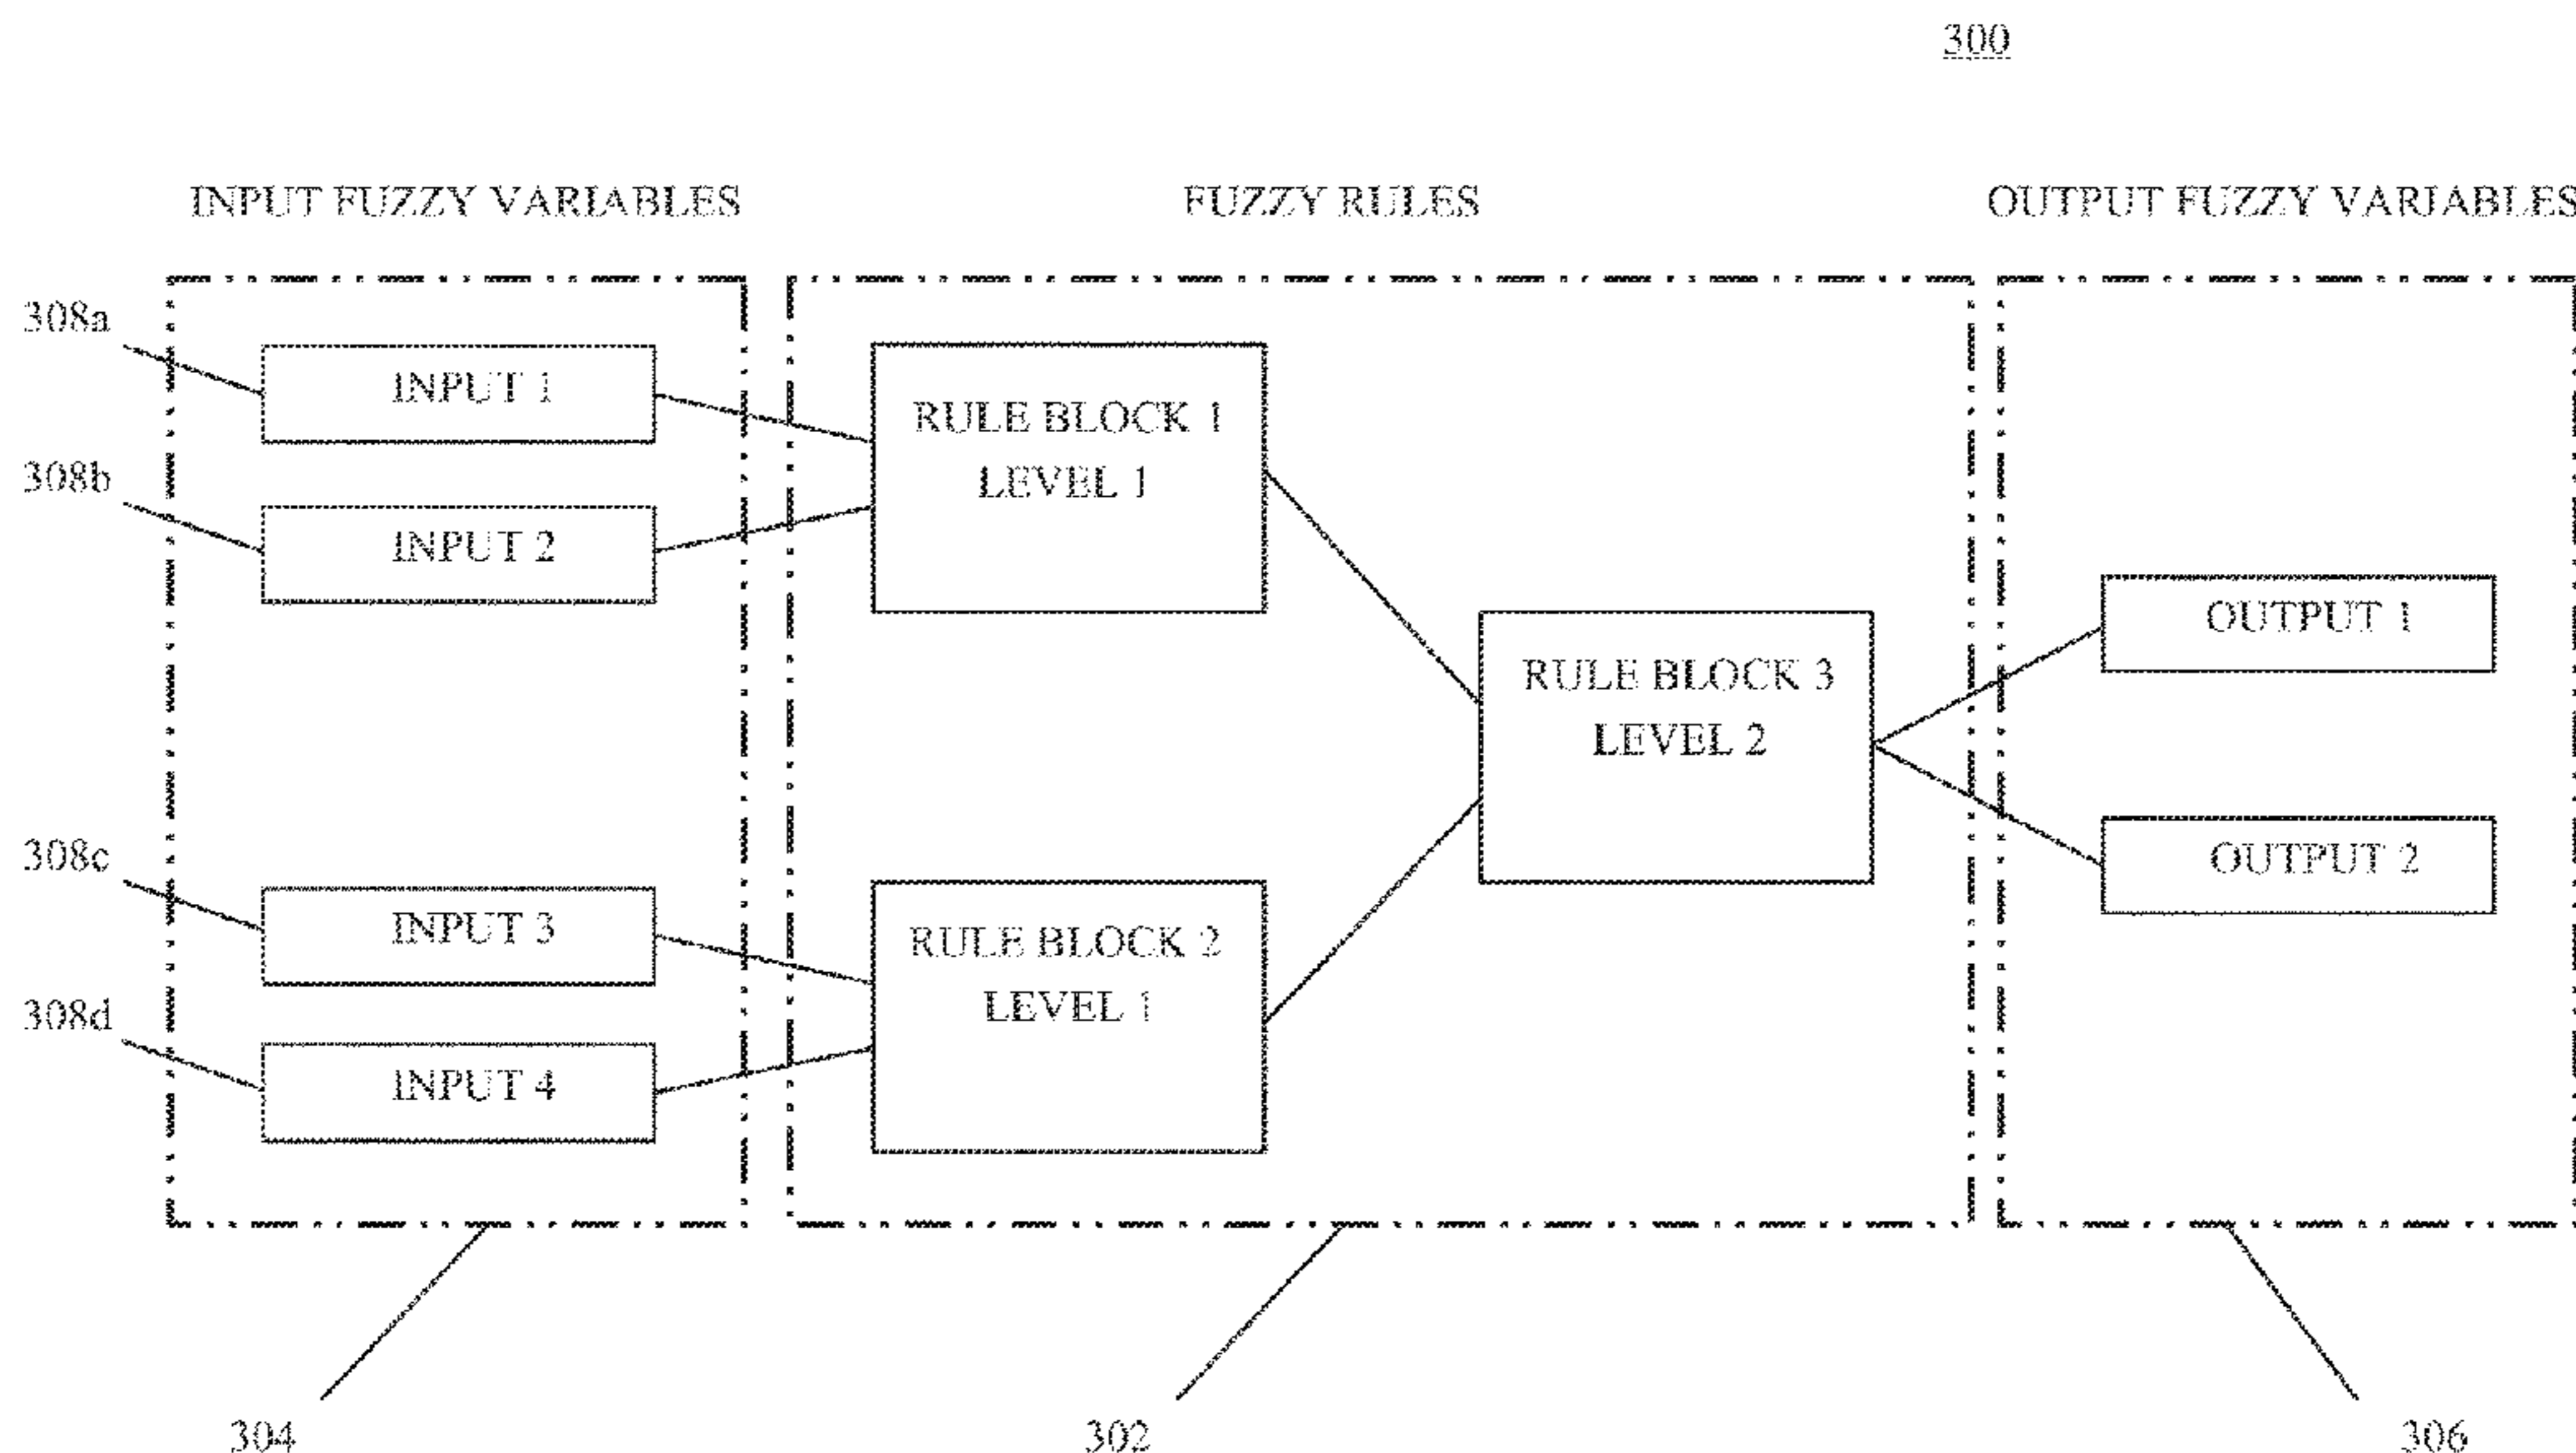 300
INPUT FUZZY VARIABLES
FUZZY RULES
OUTPUT FUZZY VARIABLES
308a
INPUT 1
308b
INPUT 2
RULE BLOCK 1
LEVEL 1
308c
INPUT 3
308d
INPUT 4
RULE BLOCK 2
LEVEL 1
RULE BLOCK 3
LEVEL 2
OUTPUT 1
OUTPUT 2
304
302
306